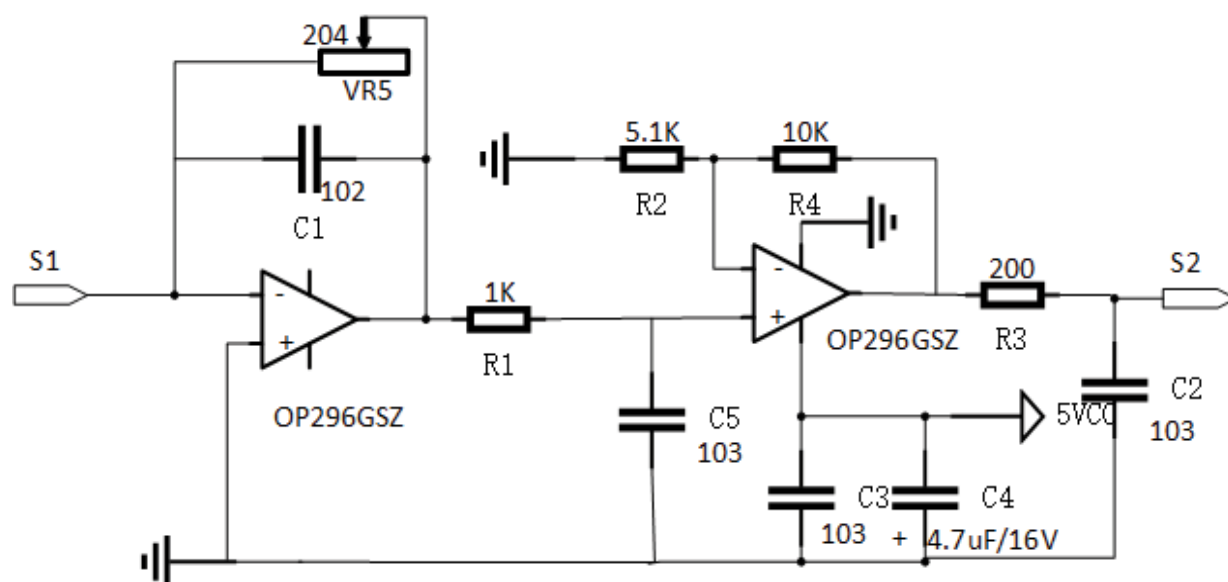 204
VR5
102
C1
S1
-
+
OP296GSZ
1K
R1
5.1K
R2
10K
R4
-
+
OP296GSZ
200
R3
S2
C5
103
5VCC
C2
103
C3
103
C4
+ 4.7uF/16V